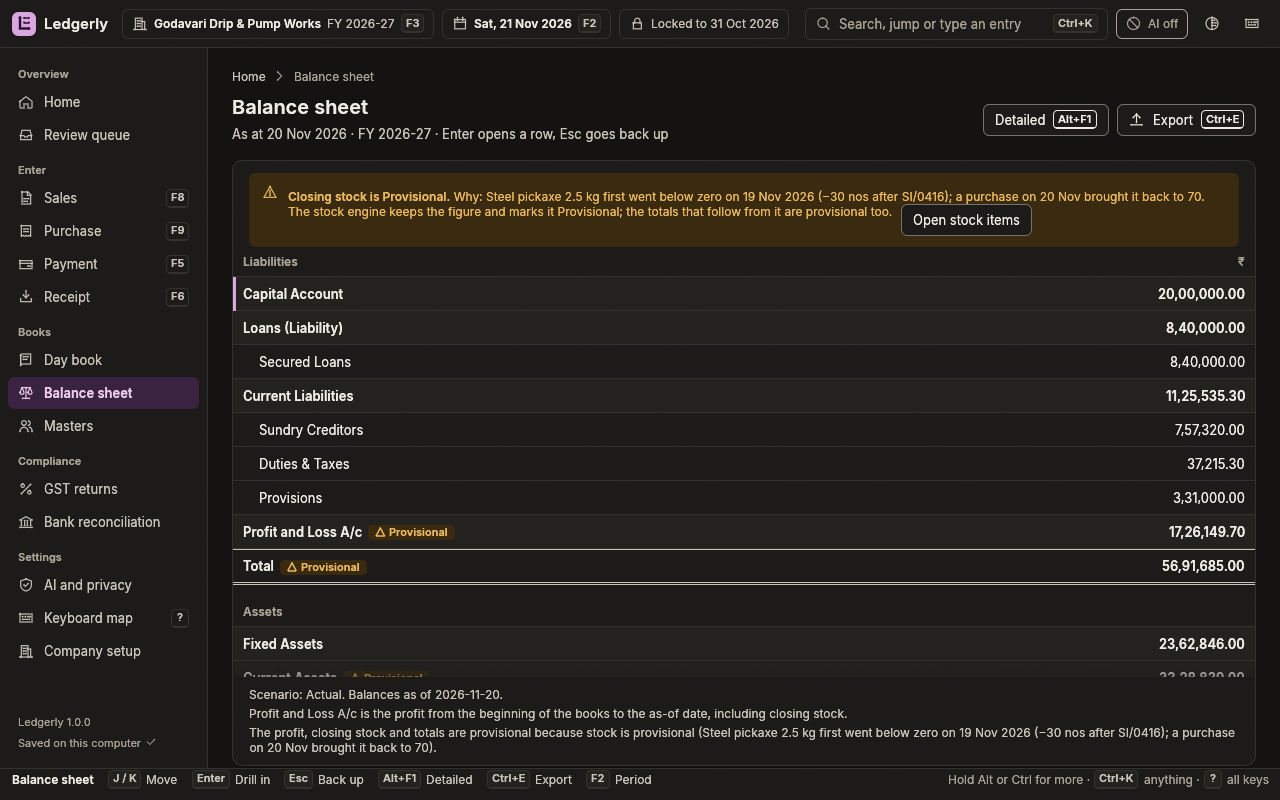 Ledgerly
Godavari Drip & Pump Works FY 2026-27 F3
Sat, 21 Nov 2026 F2
Locked to 31 Oct 2026
Search, jump or type an entry Ctrl+K
AI off
Overview
Home
Review queue
Enter
Sales F8
Purchase F9
Payment F5
Receipt F6
Books
Day book
Balance sheet
Masters
Compliance
GST returns
Bank reconciliation
Settings
AI and privacy
Keyboard map ?
Company setup
Ledgerly 1.0.0
Saved on this computer
Home Balance sheet
Balance sheet
As at 20 Nov 2026 · FY 2026-27 · Enter opens a row, Esc goes back up
Detailed Alt+F1
Export Ctrl+E
Closing stock is Provisional. Why: Steel pickaxe 2.5 kg first went below zero on 19 Nov 2026 (−30 nos after SI/0416); a purchase on 20 Nov brought it back to 70.
The stock engine keeps the figure and marks it Provisional; the totals that follow from it are provisional too. Open stock items
Liabilities ₹
Capital Account 20,00,000.00
Loans (Liability) 8,40,000.00
Secured Loans 8,40,000.00
Current Liabilities 11,25,535.30
Sundry Creditors 7,57,320.00
Duties & Taxes 37,215.30
Provisions 3,31,000.00
Profit and Loss A/c Provisional 17,26,149.70
Total Provisional 56,91,685.00
Assets
Fixed Assets 23,62,846.00
Current Assets Provisional
Scenario: Actual. Balances as of 2026-11-20.
Profit and Loss A/c is the profit from the beginning of the books to the as-of date, including closing stock.
The profit, closing stock and totals are provisional because stock is provisional (Steel pickaxe 2.5 kg first went below zero on 19 Nov 2026 (−30 nos after SI/0416); a purchase
on 20 Nov brought it back to 70).
Balance sheet J / K Move Enter Drill in Esc Back up Alt+F1 Detailed Ctrl+E Export F2 Period
Hold Alt or Ctrl for more · Ctrl+K anything · ? all keys